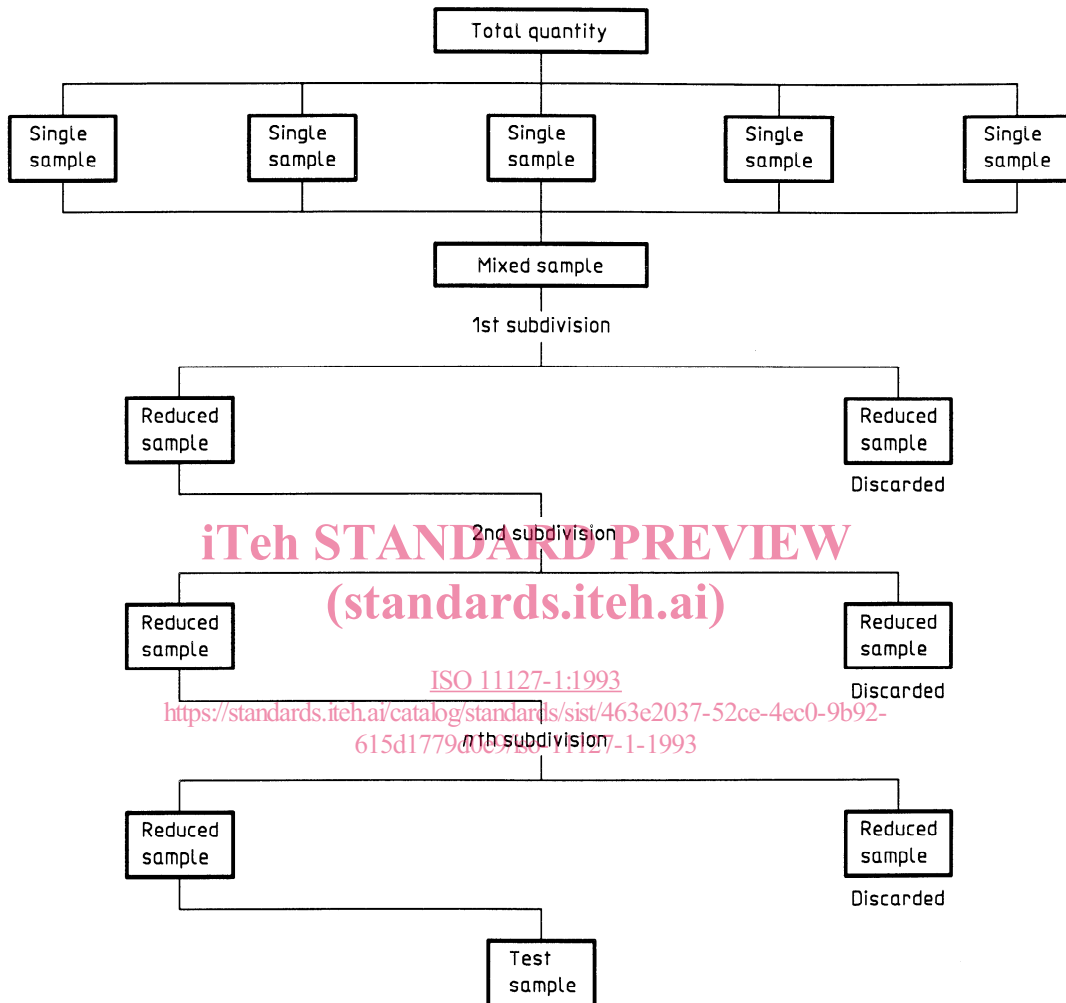 Total quantity
Single
sample
Single
sample
Single
sample
Single
sample
Single
sample
Mixed sample
1st subdivision
Reduced
sample
Reduced
sample
Discarded
2nd subdivision
iTeh STANDARD PREVIEW
(standards.iteh.ai)
Reduced
sample
Reduced
sample
Discarded
ISO 11127-1:1993
https://standards.iteh.ai/catalog/standards/sist/463e2037-52ce-4ec0-9b92-
nth subdivision
Reduced
sample
Reduced
sample
Discarded
Test
sample